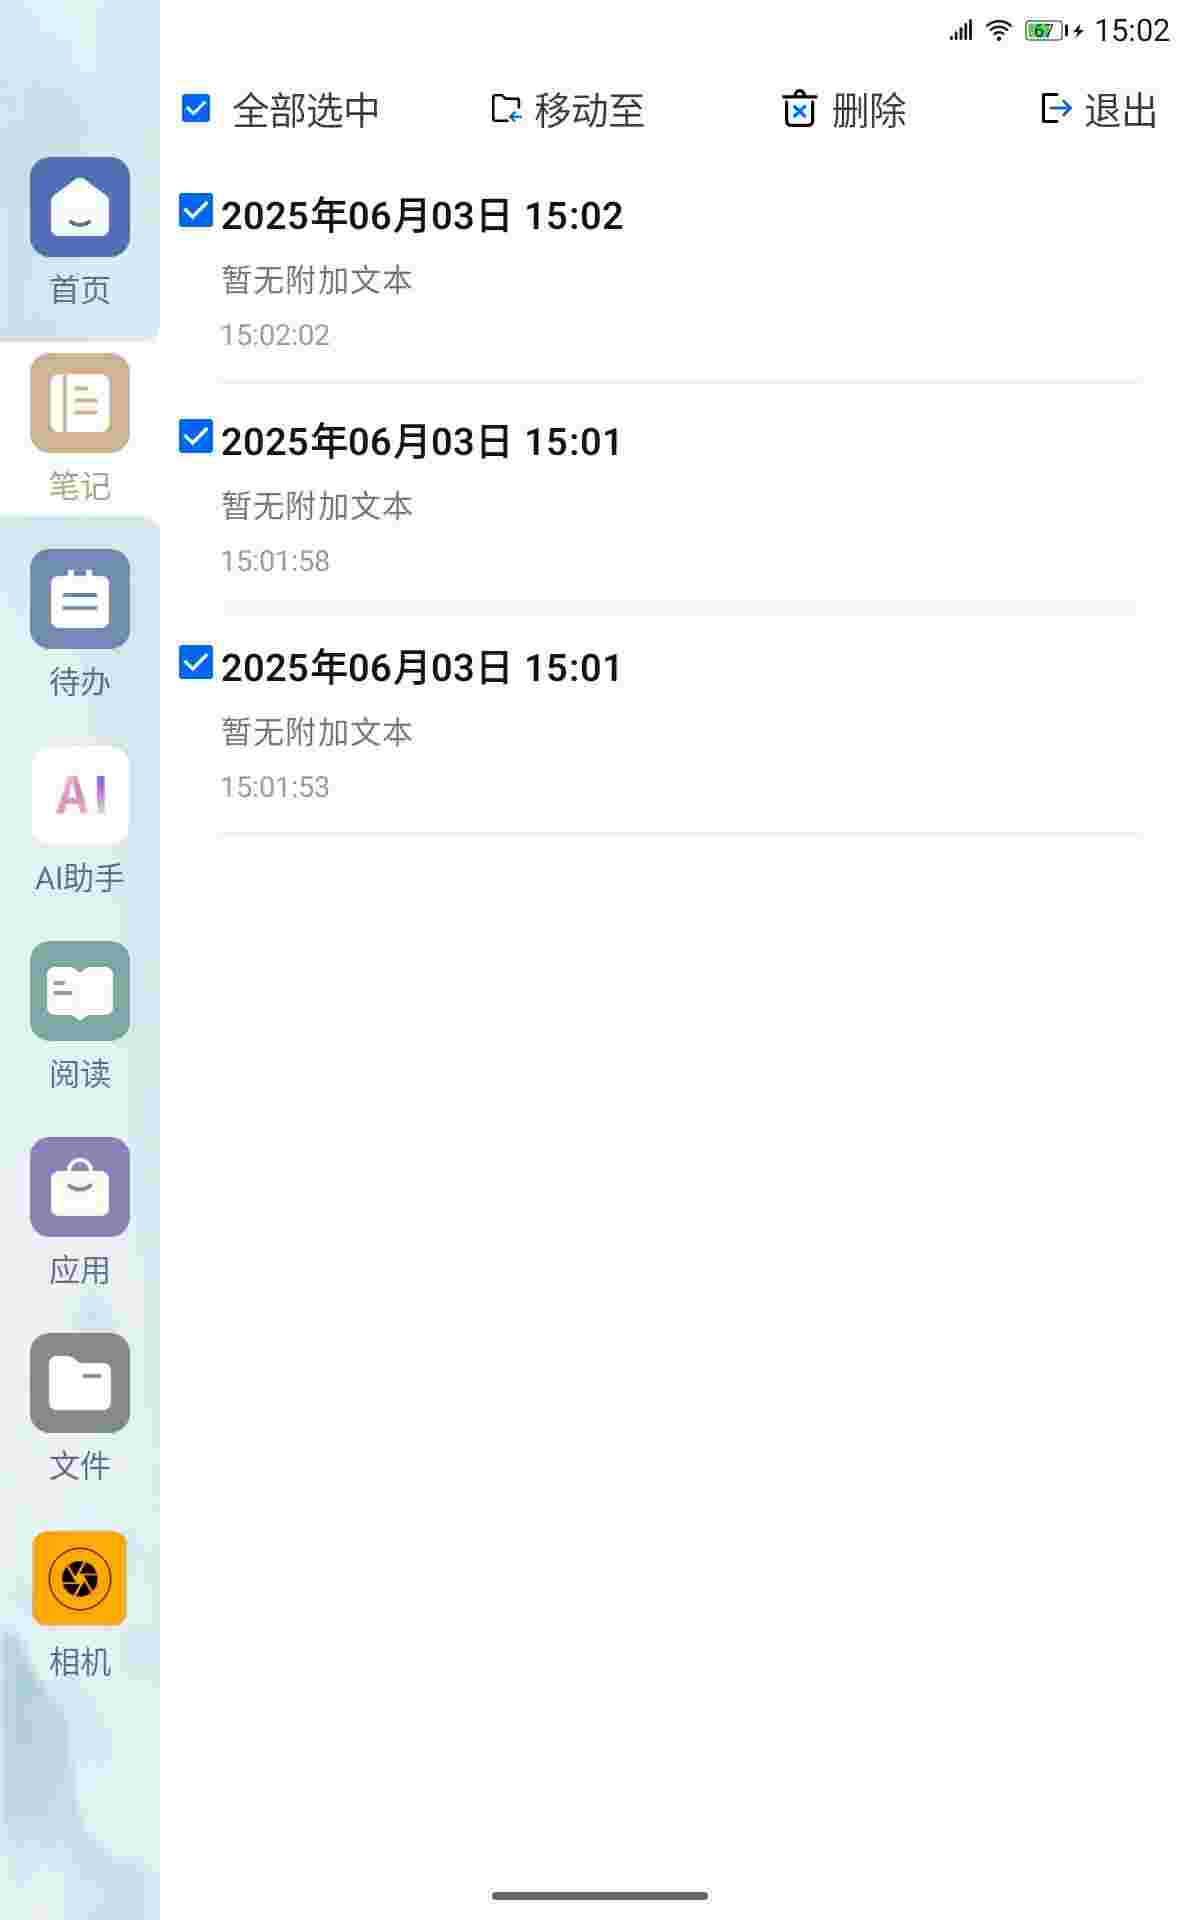 67 15:02
全部选中 移动至 删除 退出
2025年06月03日 15:02
暂无附加文本
15:02:02
2025年06月03日 15:01
暂无附加文本
15:01:58
2025年06月03日 15:01
暂无附加文本
15:01:53
首页
笔记
待办
AI
AI助手
阅读
应用
文件
相机